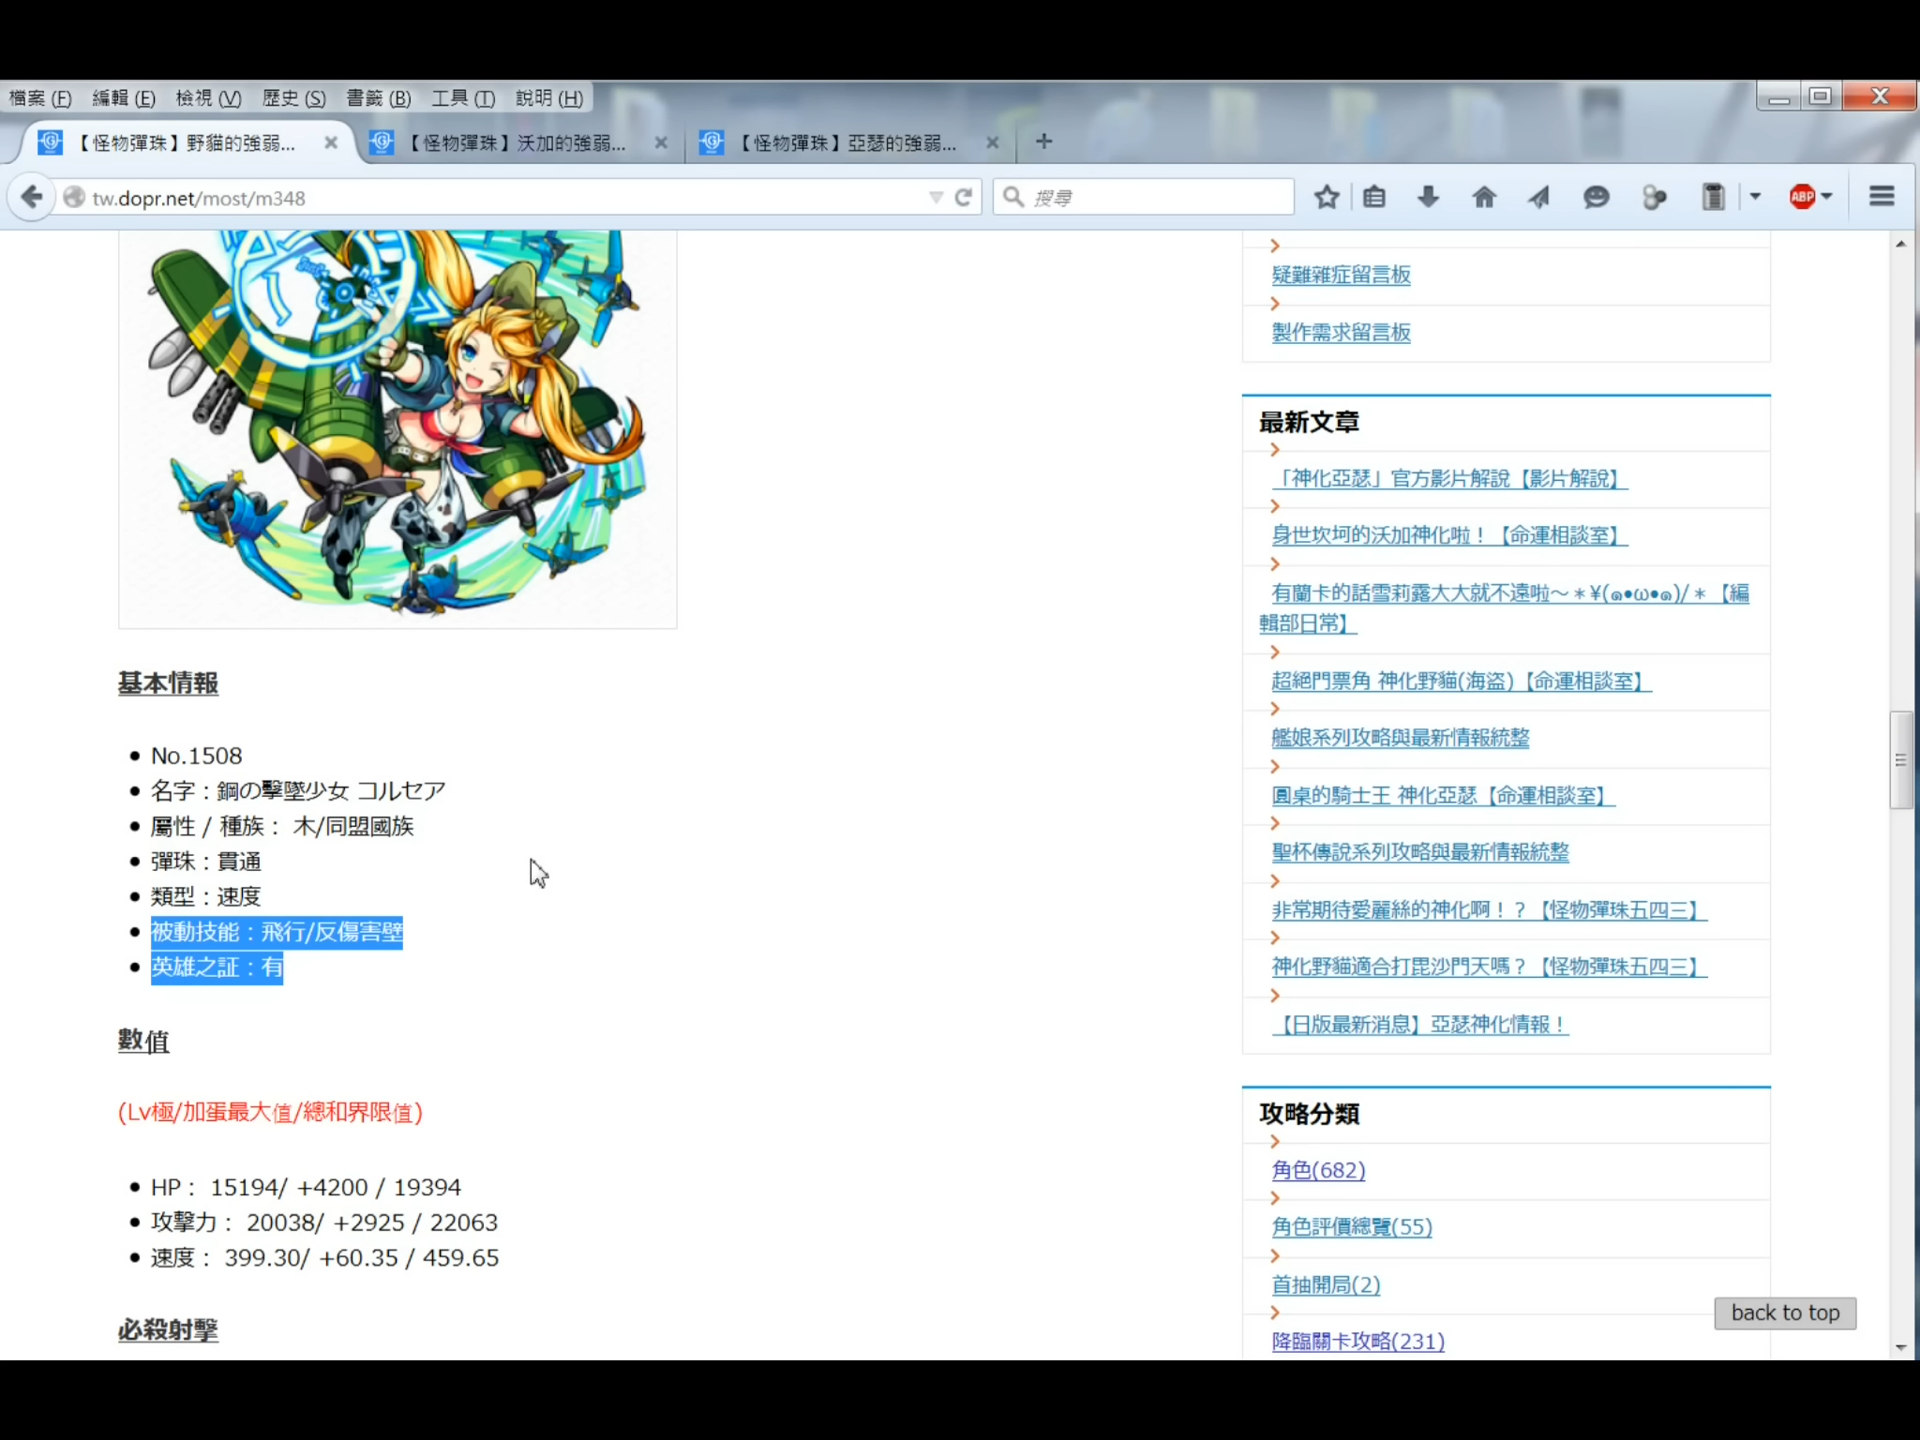 檔案 (F) 編輯 (E) 檢視 (V) 歷史 (S) 書籤 (B) 工具 (T) 說明 (H)
【怪物彈珠】野貓的強弱... 【怪物彈珠】沃加的強弱... 【怪物彈珠】亞瑟的強弱...
tw.dopr.net/most/m348 搜尋 ABP
基本情報
No.1508
名字：鋼の擊墜少女 コルセア
屬性 / 種族： 木/同盟國族
彈珠：貫通
類型：速度
被動技能：飛行/反傷害壁
英雄之証：有
數值
(Lv極/加蛋最大值/總和界限值)
HP： 15194/ +4200 / 19394
攻擊力： 20038/ +2925 / 22063
速度： 399.30/ +60.35 / 459.65
必殺射擊
疑難雜症留言板
製作需求留言板
最新文章
「神化亞瑟」官方影片解說【影片解說】
身世坎坷的沃加神化啦！【命運相談室】
有蘭卡的話雪莉露大大就不遠啦～＊¥(๑•ω•๑)/＊【編
輯部日常】
超絕門票角 神化野貓(海盜)【命運相談室】
艦娘系列攻略與最新情報統整
圓桌的騎士王 神化亞瑟【命運相談室】
聖杯傳說系列攻略與最新情報統整
非常期待愛麗絲的神化啊！？【怪物彈珠五四三】
神化野貓適合打毘沙門天嗎？【怪物彈珠五四三】
【日版最新消息】亞瑟神化情報！
攻略分類
角色(682)
角色評價總覽(55)
首抽開局(2)
降臨關卡攻略(231)
back to top